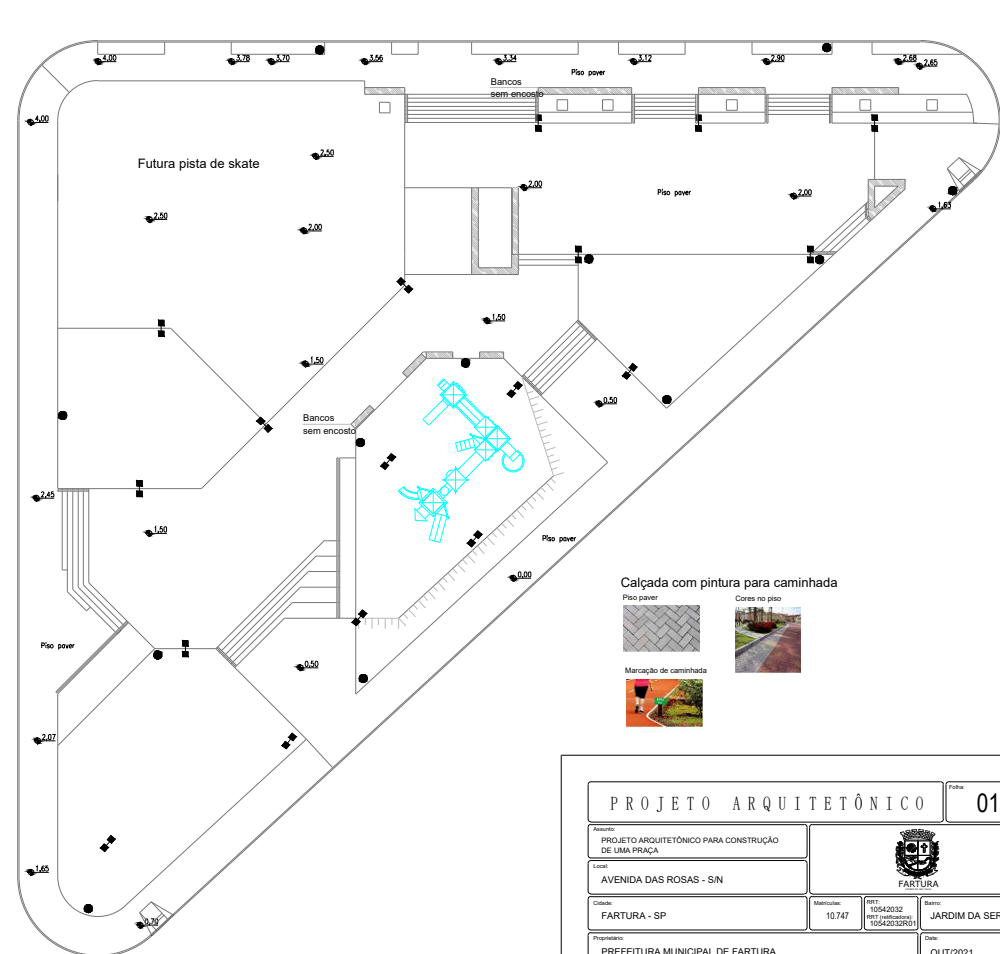 4,00
3,78
3,70
3,56
3,34
3,12
2,90
2,68
2,65
Piso paver
Bancos
sem encosto
4,00
Futura pista de skate
2,50
2,00
Piso paver
2,00
1,63
2,50
2,00
1,50
1,50
0,50
Bancos
sem encosto
2,45
1,50
Piso paver
0,00
Calçada com pintura para caminhada
Piso paver
Cores no piso
Marcação de caminhada
Piso paver
0,50
2,07
1,65
0,70
PROJETO ARQUITETÔNICO
Folha:
01
Assunto:
PROJETO ARQUITETÔNICO PARA CONSTRUÇÃO
DE UMA PRAÇA
Local:
AVENIDA DAS ROSAS - S/N
FARTURA
Cidade:
FARTURA - SP
Matrículas:
10.747
RRT:
10542032
RRT (retificadora):
10542032R01
Bairro:
JARDIM DA SER
Proprietário:
PREFEITURA MUNICIPAL DE FARTURA
Data:
OUT/2021